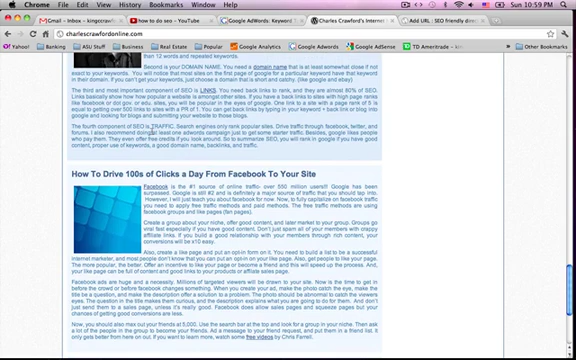 Chrome File Edit View History Bookmarks Window Help
Sun 10:59 PM
Gmail - Inbox - kingcrawford
how to do seo - YouTube
Google AdWords: Keyword T
Charles Crawford's Internet
Add URL: SEO friendly dire
charlescrawfordonline.com
Yahoo! Banking ASU Stuff Business Real Estate Popular Google Analytics Google Adwords Google AdSense TD Ameritrade Other Bookmarks
than 12 words and repeated keywords.
Second is your DOMAIN NAME. You need a domain name that is at least somewhat close if not
exact to your keywords. You will notice that most sites on the first page of google for a particular keyword have that keyword
in their domain. If you can't get your keywords, just choose a domain that is short and catchy. (like google and ebay)
The third and most important component of SEO is LINKS. You need back links to rank, and they are almost 80% of SEO.
Links basically show how popular a website is amongst other sites. If you have a back links to sites with high page ranks
like facebook or dot gov. or edu. sites, you will be popular in the eyes of google. One link to a site with a page rank of 5 is
equal to getting over 500 links to sites with a PR of 1. You can get back links by typing in your keyword + back link or blog into
google and looking for blogs and submitting your website to those.
The fourth component of SEO is TRAFFIC. Search engines only rank popular sites. Drive traffic through facebook, twitter, and
forums. I also recommend doing at least one adwords campaign just to get some starter traffic. Besides, google likes people
who pay them. They even offer free credits if you look around. So to summarize SEO, you will rank in google if you have good
content, proper use of keywords, a good domain name, backlinks, and traffic.
How To Drive 100s of Clicks a Day From Facebook To Your Site
Facebook is the #1 source of online traffic- over 550 million users!! Google has been
surpassed. Google is still #2 and is definitely a major source of traffic that you should tap into.
However, I will just teach you about facebook for now. Now, to fully capitalize on facebook traffic
you need to apply free traffic methods and paid methods. The free traffic methods are using
facebook groups and like pages (fan pages).
Create a group about your niche, offer good content, and later market to your group. Groups go
viral fast especially if you have good content. Don't just spam all of your members with crappy
affiliate links. If you build a good relationship with your members through rich content, your
conversions will be x10 easy.
Also, create a like page and put an opt-in form on it. You need to build a list to be a successful
internet marketer, and most people don't know that you can put an opt-in on your like page. Also, get people to like your page.
The more popular, the better. Offer an incentive to like your page or become a friend and this will speed up the process. And,
your like page can be full of content and good links to your products or affiliate sales page.
Facebook ads are huge and a necessity. Millions of targeted viewers will be drawn to your site. Now is the time to get in
before the crowd or before facebook changes something. When you create your ad, make the photo catch the eye, make the
title be a question, and make the description offer a solution to a problem. The photo should be abnormal to catch the viewers
eyes. The question in the title makes them curious, and the description explains what you are going to do for them. And don't
just send them to a sales page, unless it's really good. Facebook does allow sales pages and squeeze pages but your
chances of getting good conversions are less.
Now, you should also max out your friends at 5,000. Use the search bar at the top and look for a group in your niche. Then ask
a lot of the people in the group to become your friends. Ad a message to your friend request, and put them in a friend list. It
only gets better from here on out. If you want to learn more, watch some free videos by Chris Farrell.